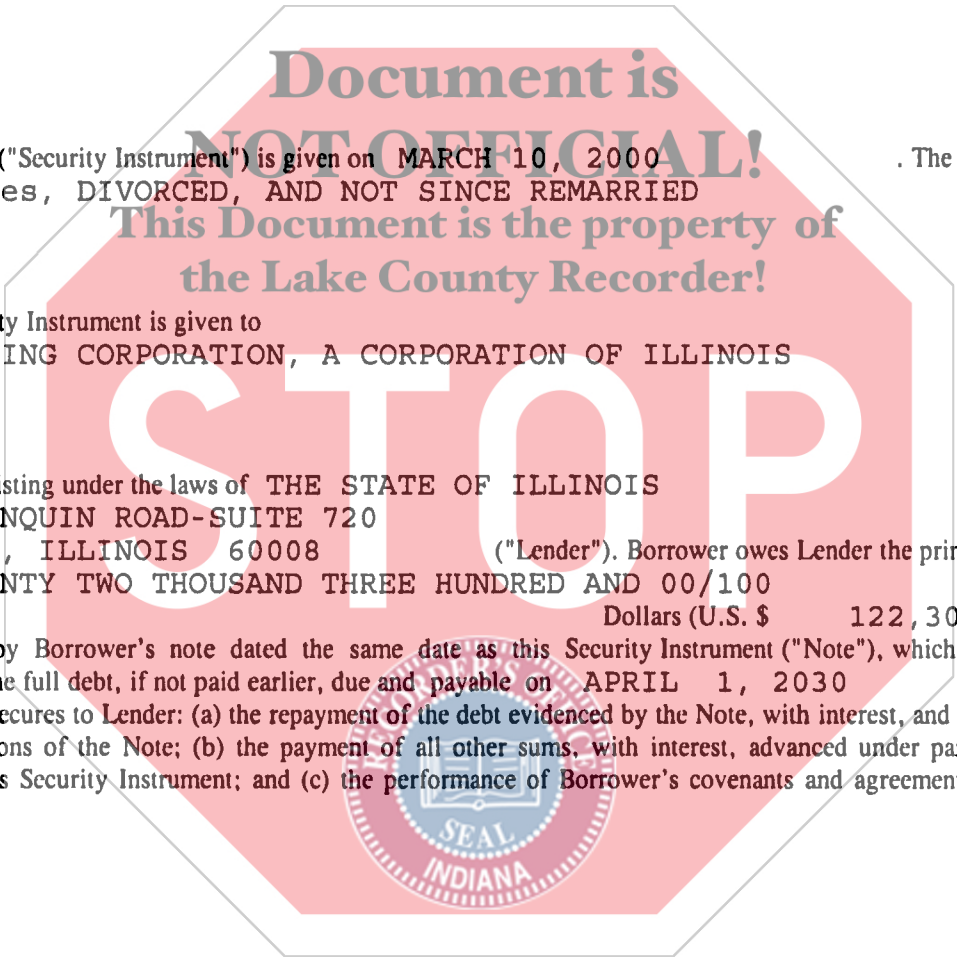 Document is
NOT OFFICIAL!
("Security Instrument") is given on MARCH 10, 2000 . The
es, DIVORCED, AND NOT SINCE REMARRIED
This Document is the property of
the Lake County Recorder!
ty Instrument is given to
ING CORPORATION, A CORPORATION OF ILLINOIS
STOP
isting under the laws of THE STATE OF ILLINOIS
NQUIN ROAD-SUITE 720
, ILLINOIS 60008 ("Lender"). Borrower owes Lender the prin
NTY TWO THOUSAND THREE HUNDRED AND 00/100
Dollars (U.S. $ 122,30
by Borrower's note dated the same date as this Security Instrument ("Note"), which
e full debt, if not paid earlier, due and payable on APRIL 1, 2030
ecures to Lender: (a) the repayment of the debt evidenced by the Note, with interest, and
ons of the Note; (b) the payment of all other sums, with interest, advanced under pa
s Security Instrument; and (c) the performance of Borrower's covenants and agreemen
RECORDER'S OFFICE
SEAL
INDIANA